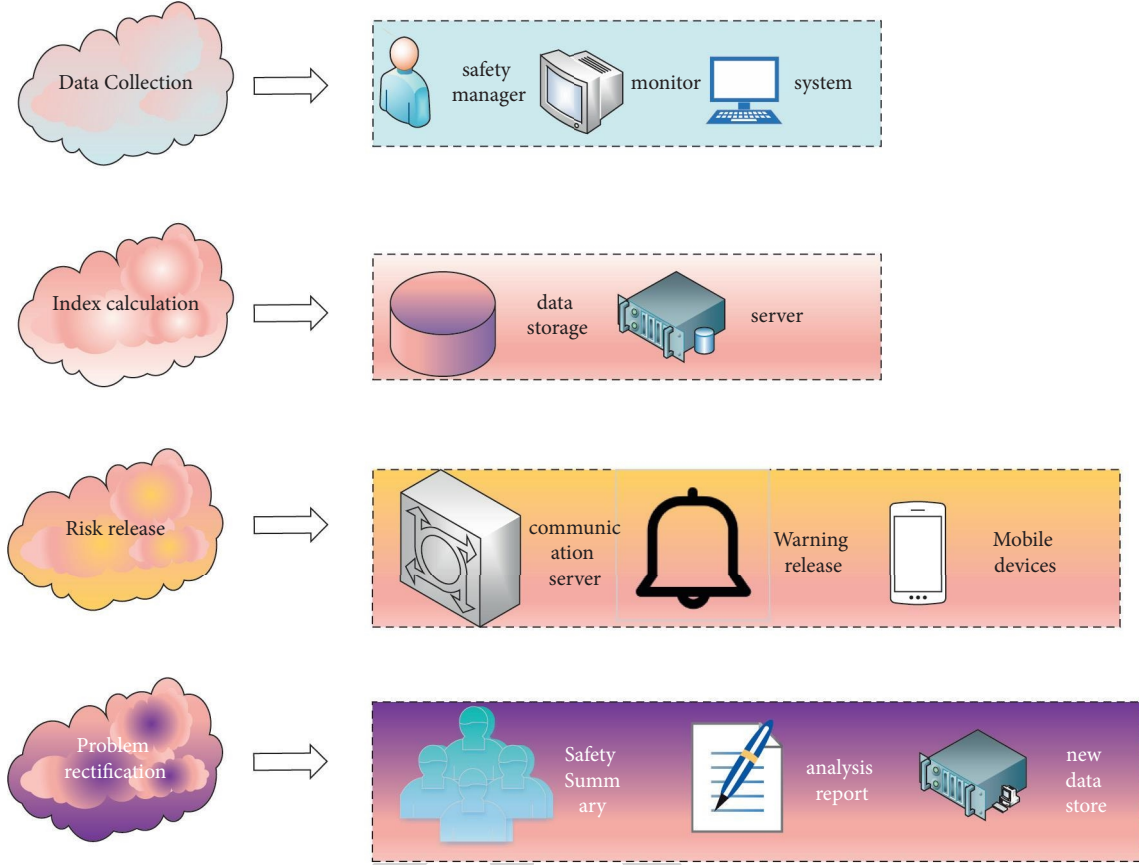 Data Collection
safety
manager
monitor
system
Index calculation
data
storage
server
Risk release
communic
ation
server
Warning
release
Mobile
devices
Problem
rectification
Safety
Summ
ary
analysis
report
new
data
store